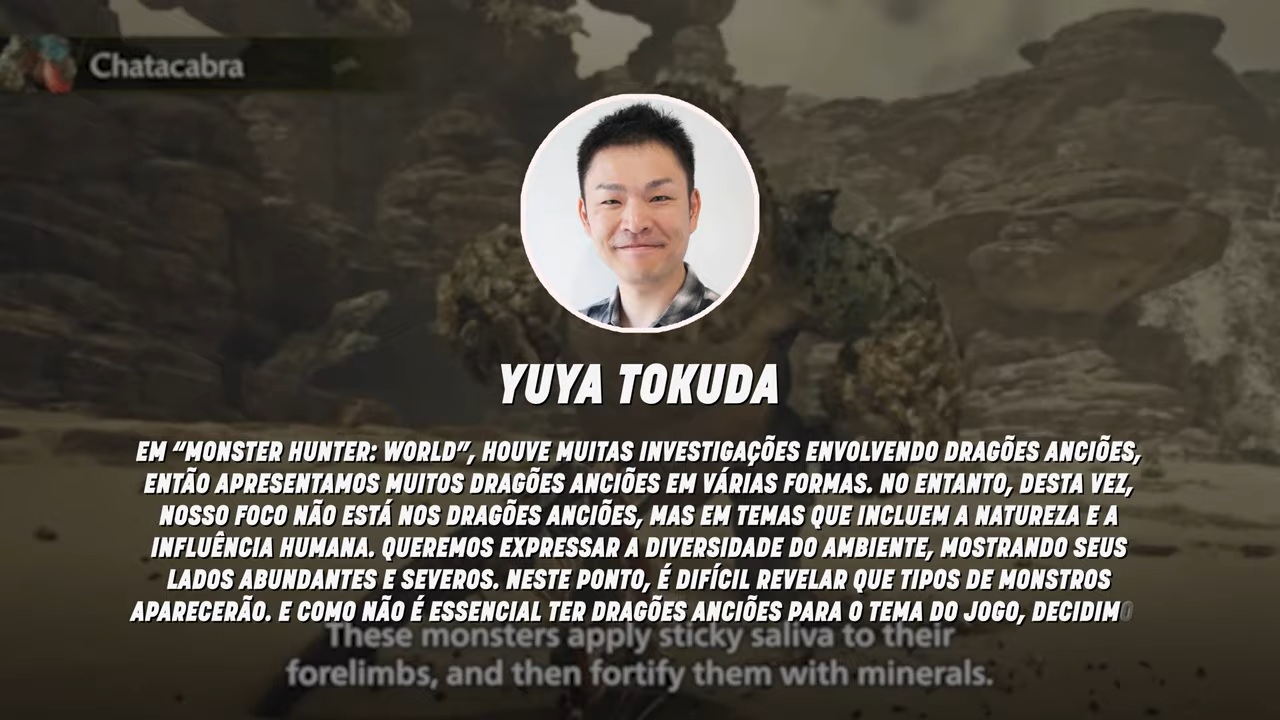 Chatacabra
YUYA TOKUDA
EM “MONSTER HUNTER: WORLD”, HOUVE MUITAS INVESTIGAÇÕES ENVOLVENDO DRAGÕES ANCIÕES,
ENTÃO APRESENTAMOS MUITOS DRAGÕES ANCIÕES EM VÁRIAS FORMAS. NO ENTANTO, DESTA VEZ,
NOSSO FOCO NÃO ESTÁ NOS DRAGÕES ANCIÕES, MAS EM TEMAS QUE INCLUEM A NATUREZA E A
INFLUÊNCIA HUMANA. QUEREMOS EXPRESSAR A DIVERSIDADE DO AMBIENTE, MOSTRANDO SEUS
LADOS ABUNDANTES E SEVEROS. NESTE PONTO, É DIFÍCIL REVELAR QUE TIPOS DE MONSTROS
APARECERÃO. E COMO NÃO É ESSENCIAL TER DRAGÕES ANCIÕES PARA O TEMA DO JOGO, DECIDIMO
These monsters apply sticky saliva to their
forelimbs, and then fortify them with minerals.